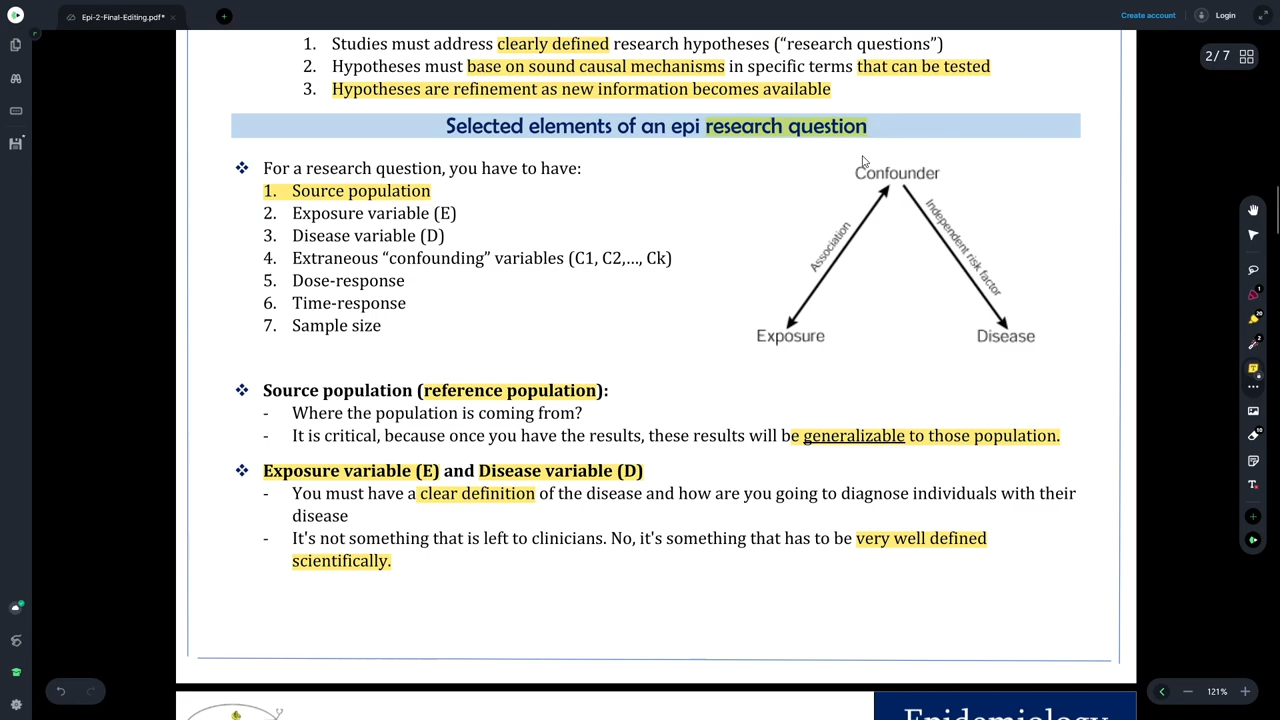 Epi-2-Final-Editing.pdf*
Create account
Login
2 / 7
1. Studies must address clearly defined research hypotheses (“research questions”)
2. Hypotheses must base on sound causal mechanisms in specific terms that can be tested
3. Hypotheses are refinement as new information becomes available
Selected elements of an epi research question
❖ For a research question, you have to have:
1. Source population
2. Exposure variable (E)
3. Disease variable (D)
4. Extraneous “confounding” variables (C1, C2,…, Ck)
5. Dose-response
6. Time-response
7. Sample size
Confounder
Association
Independent risk factor
Exposure
Disease
❖ Source population (reference population):
- Where the population is coming from?
- It is critical, because once you have the results, these results will be generalizable to those population.
❖ Exposure variable (E) and Disease variable (D)
- You must have a clear definition of the disease and how are you going to diagnose individuals with their
disease
- It's not something that is left to clinicians. No, it's something that has to be very well defined
scientifically.
Epidemiology
121%